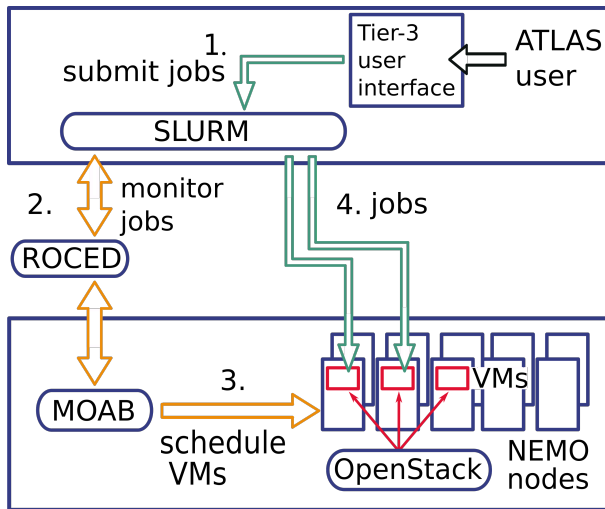 1.
submit jobs
Tier-3
user
interface
ATLAS
user
SLURM
2.
monitor
jobs
4. jobs
ROCED
3.
VMs
MOAB
schedule
VMs
OpenStack
NEMO
nodes